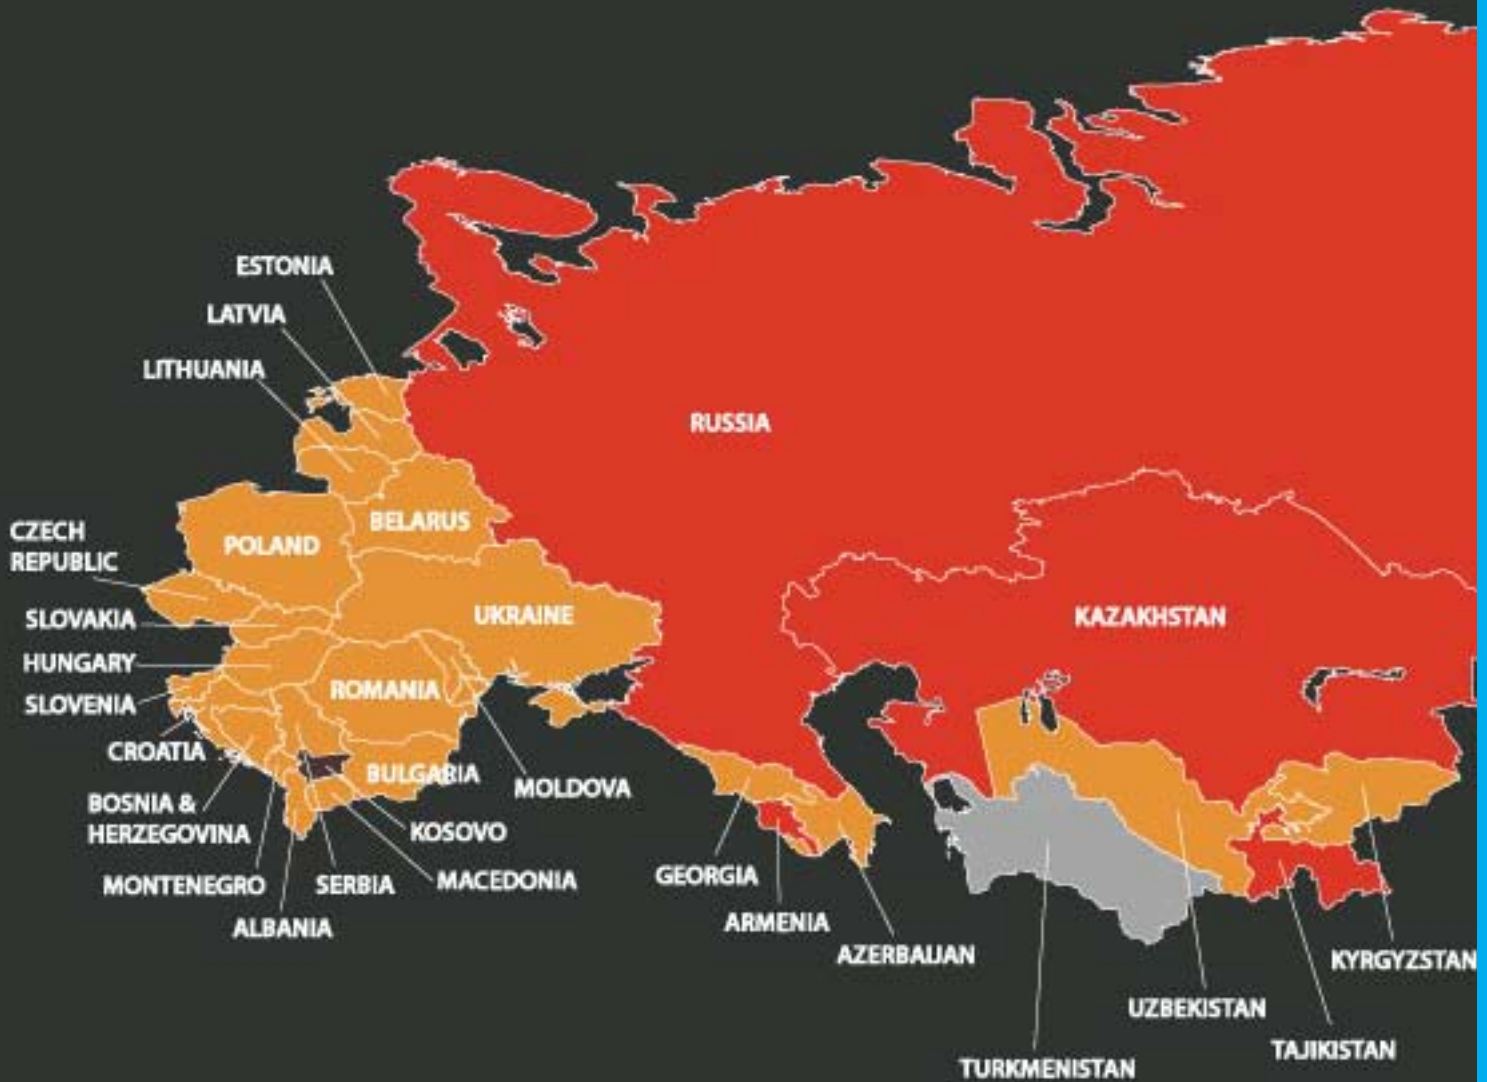 ESTONIA
LATVIA
LITHUANIA
RUSSIA
CZECH
REPUBLIC
POLAND
BELARUS
SLOVAKIA
UKRAINE
KAZAKHSTAN
HUNGARY
SLOVENIA
ROMANIA
CROATIA
BULGARIA
MOLDOVA
BOSNIA &
HERZEGOVINA
KOSOVO
MONTENEGRO
SERBIA
MACEDONIA
GEORGIA
ALBANIA
ARMENIA
AZERBAIJAN
KYRGYZSTAN
UZBEKISTAN
TAJIKISTAN
TURKMENISTAN